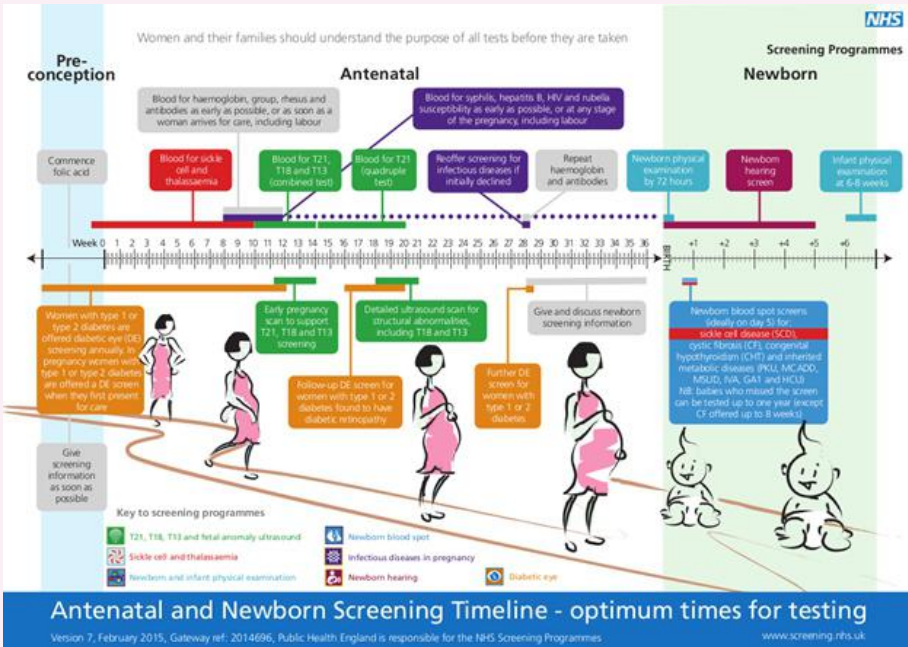 NHS
Women and their families should understand the purpose of all tests before they are taken
Screening Programmes
Pre-
conception
Antenatal
Newborn
Blood for haemoglobin, group, rhesus and
antibodies as early as possible, or as soon as a
woman arrives for care, including labour
Blood for syphilis, hepatitis B, HIV and rubella
susceptibility as early as possible, or at any stage
of the pregnancy, including labour
Commence
folic acid
Blood for sickle
cell and
thalassaemia
Blood for T21,
T18 and T13
(combined test)
Blood for T21
(quadruple
test)
Reoffer screening for
infectious diseases if
initially declined
Repeat
haemoglobin
and antibodies
Newborn physical
examination
by 72 hours
Newborn
hearing
screen
Infant physical
examination
at 6-8 weeks
Week 0 1 2 3 4 5 6 7 8 9 10 11 12 13 14 15 16 17 18 19 20 21 22 23 24 25 26 27 28 29 30 31 32 33 34 35 36 BIRTH +1 +2 +3 +4 +5 +6
Women with type 1 or
type 2 diabetes are
offered diabetic eye (DE)
screening annually. In
pregnancy women with
type 1 or type 2 diabetes
are offered a DE screen
when they first present
for care
Early pregnancy
scan to support
T21, T18 and T13
screening
Follow-up DE screen for
women with type 1 or 2
diabetes found to have
diabetic retinopathy
Detailed ultrasound scan for
structural abnormalities,
including T18 and T13
Further DE
screen for
women with
type 1 or 2
diabetes
Give and discuss newborn
screening information
Newborn blood spot screens
(ideally on day 5) for:
sickle cell disease (SCD),
cystic fibrosis (CF), congenital
hypothyroidism (CHT) and inherited
metabolic diseases (PKU, MCADD,
MSUD, IVA, GA1 and HCU)
NB: babies who missed the screen
can be tested up to one year (except
CF offered up to 8 weeks)
Give
screening
information
as soon as
possible
Key to screening programmes
T21, T18, T13 and fetal anomaly ultrasound
Sickle cell and thalassaemia
Newborn and infant physical examination
Newborn blood spot
Infectious diseases in pregnancy
Newborn hearing
Diabetic eye
Antenatal and Newborn Screening Timeline - optimum times for testing
Version 7, February 2015, Gateway ref: 2014696, Public Health England is responsible for the NHS Screening Programmes
www.screening.nhs.uk